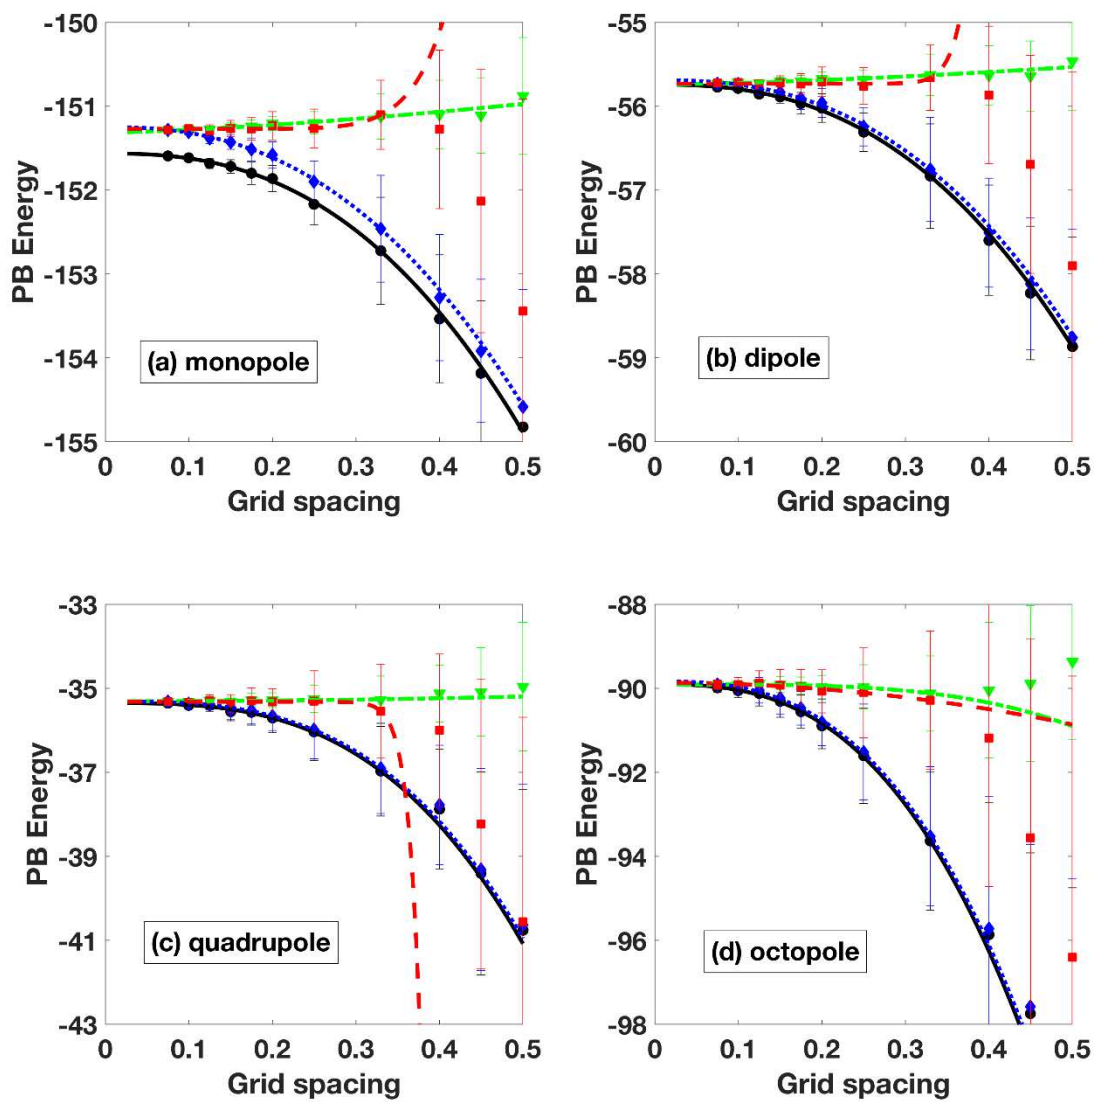 -150
-151
-152
-153
-154
-155
PB Energy
(a) monopole
0 0.1 0.2 0.3 0.4 0.5
Grid spacing
-55
-56
-57
-58
-59
-60
PB Energy
(b) dipole
0 0.1 0.2 0.3 0.4 0.5
Grid spacing
-33
-35
-37
-39
-41
-43
PB Energy
(c) quadrupole
0 0.1 0.2 0.3 0.4 0.5
Grid spacing
-88
-90
-92
-94
-96
-98
PB Energy
(d) octopole
0 0.1 0.2 0.3 0.4 0.5
Grid spacing